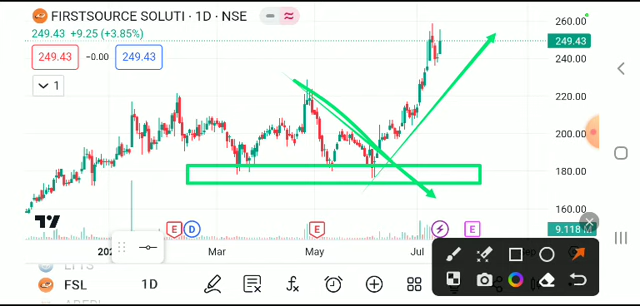 FIRSTSOURCE SOLUTI · 1D · NSE
260.00
249.43 +9.25 (+3.85%)
249.43
249.43 −0.00 249.43
240.00
1
220.00
200.00
180.00
160.00
9.118 M
E D E E
Mar May Jul
FSL 1D